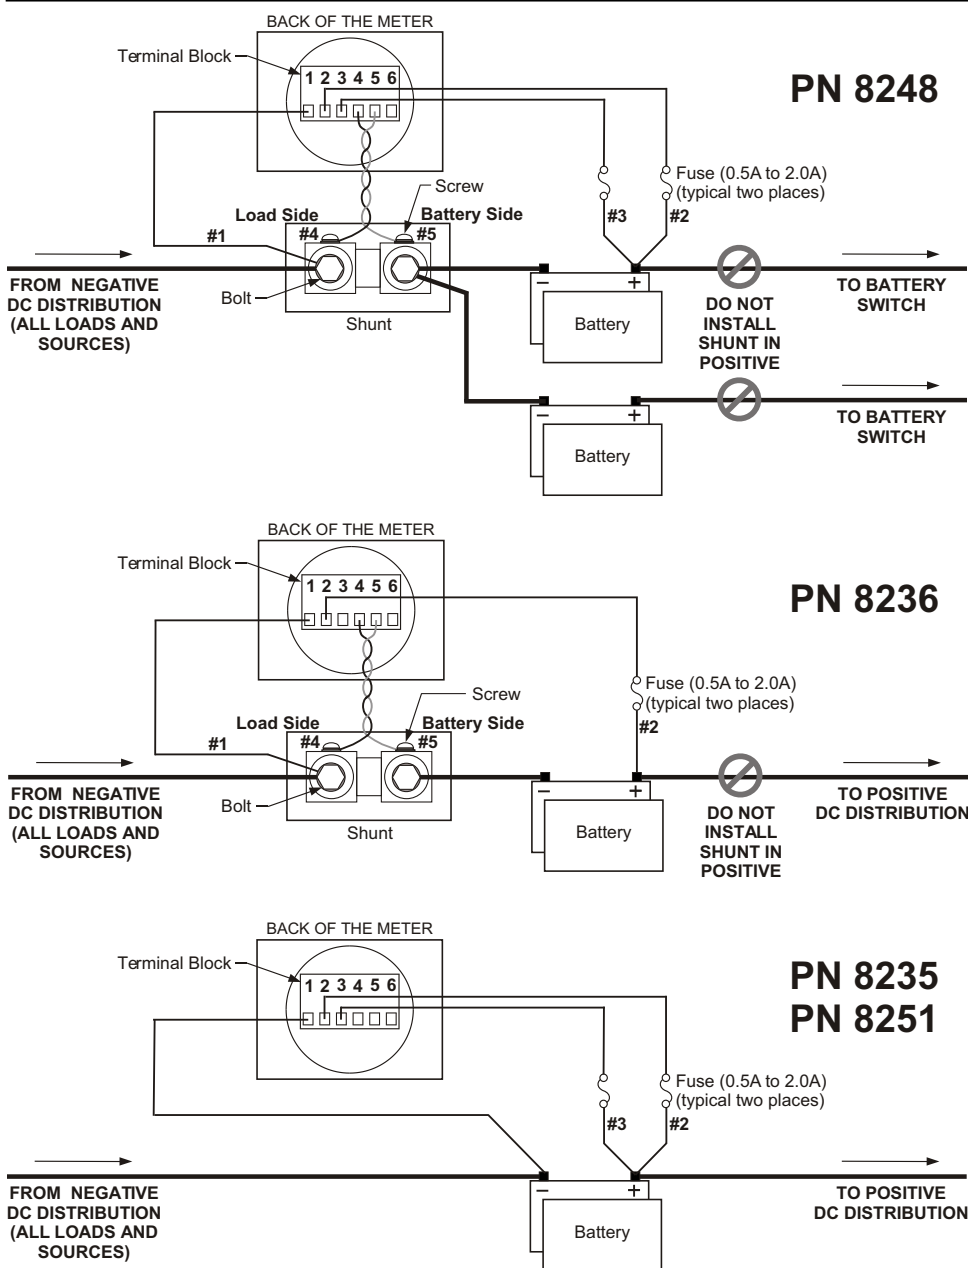 BACK OF THE METER
Terminal Block
1 2 3 4 5 6
PN 8248
Fuse (0.5A to 2.0A)
(typical two places)
Screw
Load Side
Battery Side
#3
#2
#1
#4
#5
FROM NEGATIVE
DC DISTRIBUTION
(ALL LOADS AND
SOURCES)
Bolt
Shunt
–
+
Battery
DO NOT
INSTALL
SHUNT IN
POSITIVE
TO BATTERY
SWITCH
–
+
Battery
TO BATTERY
SWITCH
BACK OF THE METER
Terminal Block
1 2 3 4 5 6
PN 8236
Fuse (0.5A to 2.0A)
(typical two places)
Screw
Load Side
Battery Side
#2
#1
#4
#5
FROM NEGATIVE
DC DISTRIBUTION
(ALL LOADS AND
SOURCES)
Bolt
Shunt
–
+
Battery
DO NOT
INSTALL
SHUNT IN
POSITIVE
TO POSITIVE
DC DISTRIBUTION
BACK OF THE METER
Terminal Block
1 2 3 4 5 6
PN 8235
PN 8251
Fuse (0.5A to 2.0A)
(typical two places)
#3
#2
FROM NEGATIVE
DC DISTRIBUTION
(ALL LOADS AND
SOURCES)
–
+
Battery
TO POSITIVE
DC DISTRIBUTION